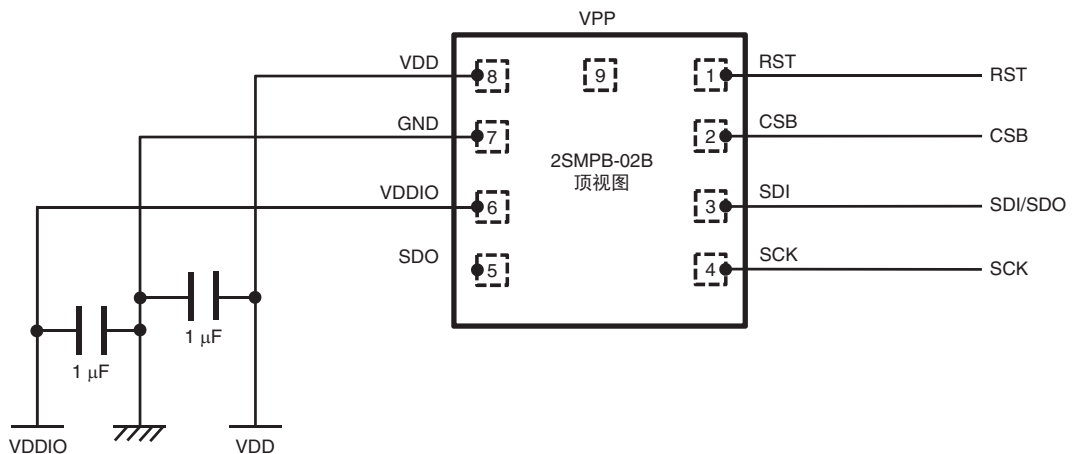 VPP
VDD
8
9
1
RST
RST
GND
7
2
CSB
CSB
2SMPB-02B
顶视图
VDDIO
6
3
SDI
SDI/SDO
SDO
5
4
SCK
SCK
1 μF
1 μF
VDDIO
VDD